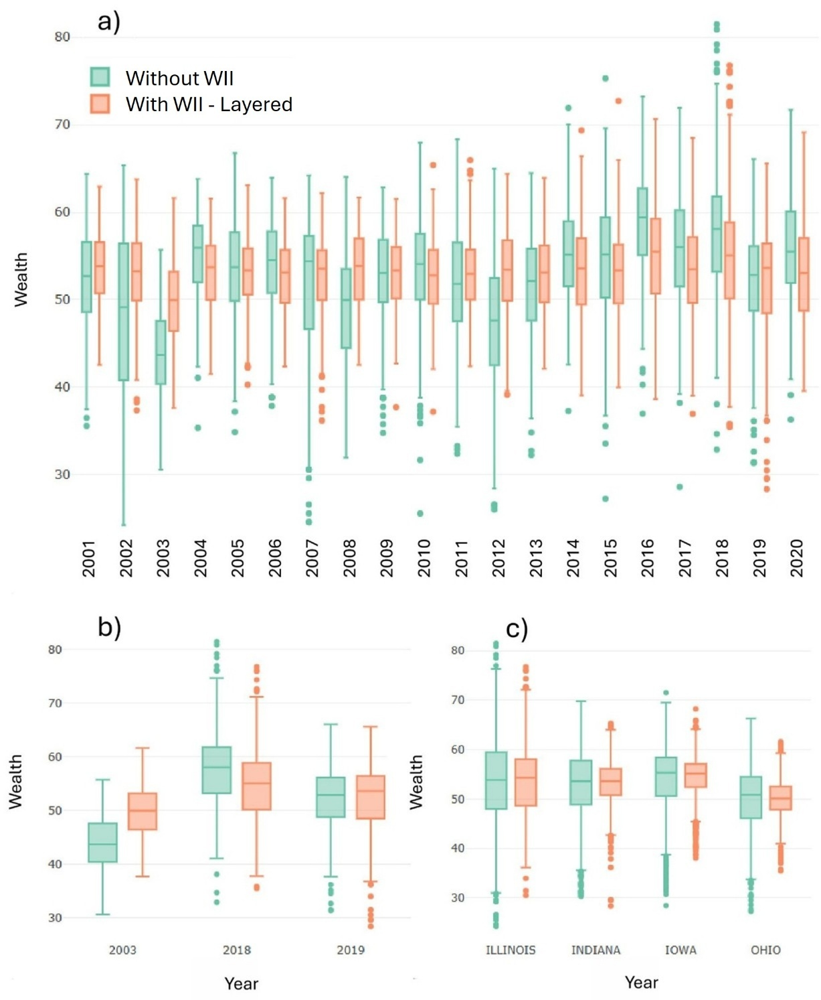 a)
80
Without WII
With WII - Layered
70
60
50
40
30
Wealth
2001 2002 2003 2004 2005 2006 2007 2008 2009 2010 2011 2012 2013 2014 2015 2016 2017 2018 2019 2020
b)
80
70
60
50
40
30
Wealth
2003 2018 2019
Year
c)
80
70
60
50
40
30
Wealth
ILLINOIS INDIANA IOWA OHIO
Year